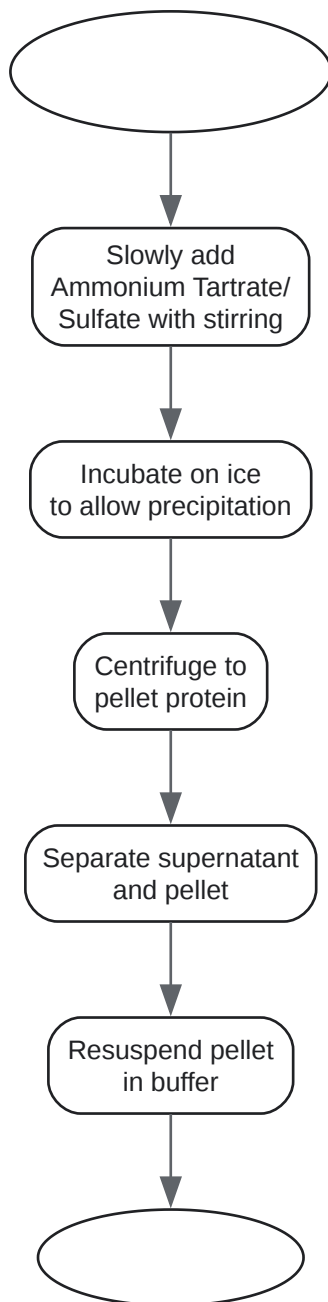 Slowly add
Ammonium Tartrate/
Sulfate with stirring
Incubate on ice
to allow precipitation
Centrifuge to
pellet protein
Separate supernatant
and pellet
Resuspend pellet
in buffer